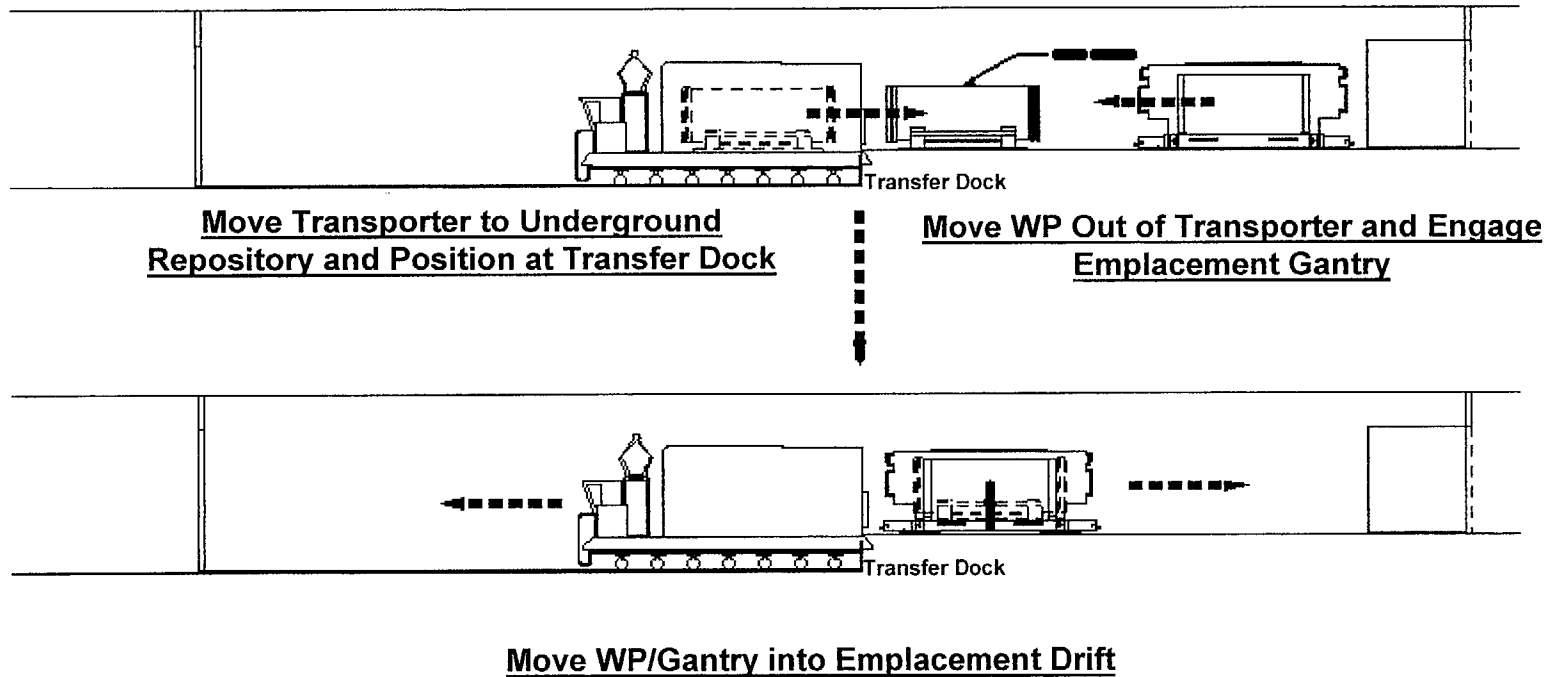 Transfer Dock
Move Transporter to Underground
Repository and Position at Transfer Dock
Move WP Out of Transporter and Engage
Emplacement Gantry
Transfer Dock
Move WP/Gantry into Emplacement Drift